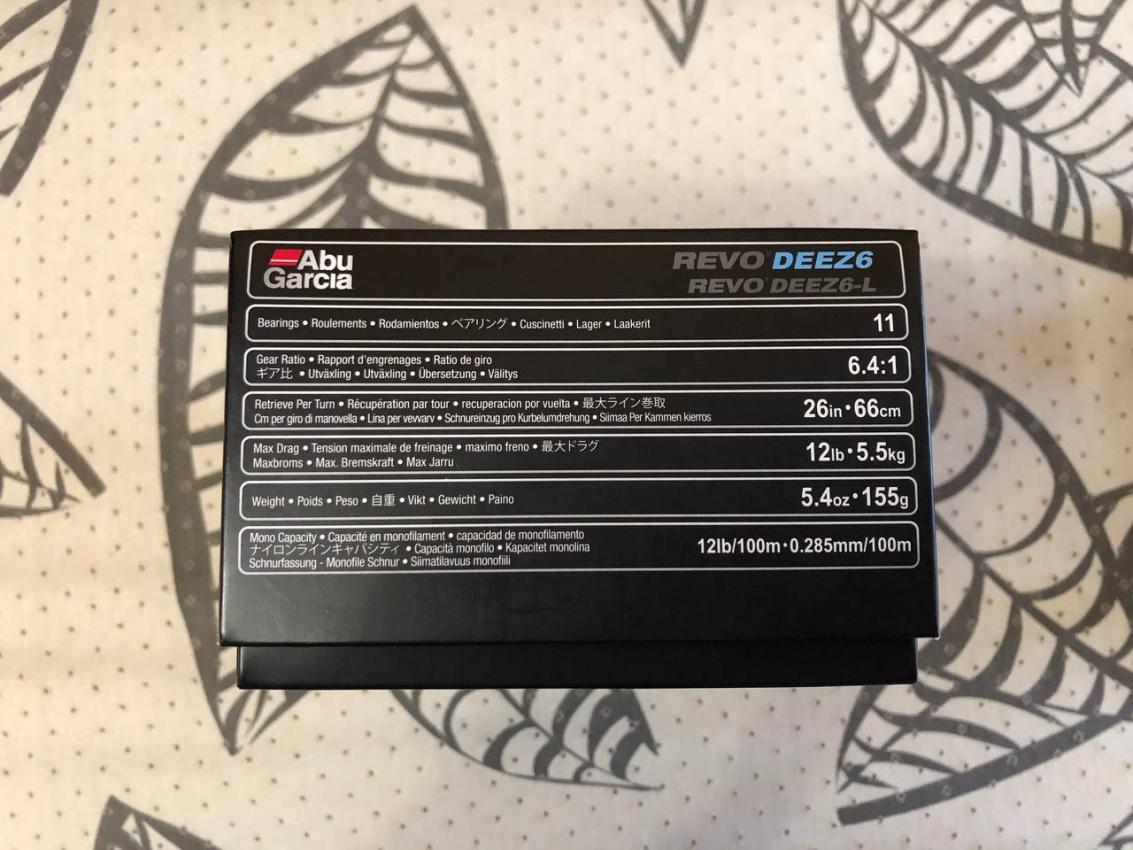 Abu
Garcia
REVO DEEZ6
REVO DEEZ6-L
Bearings • Roulements • Rodamientos • ベアリング • Cuscinetti • Lager • Laakerit
11
Gear Ratio • Rapport d'engrenages • Ratio de giro
ギア比 • Utväxling • Utväxling • Übersetzung • Välitys
6.4:1
Retrieve Per Turn • Récupération par tour • recuperacion por vuelta • 最大ライン巻取
Cm per giro di manovella • Lina per vevvarv • Schnureinzug pro Kurbelumdrehung • Siimaa Per Kammen kierros
26in • 66cm
Max Drag • Tension maximale de freinage • maximo freno • 最大ドラグ
Maxbroms • Max. Bremskraft • Max Jarru
12lb • 5.5kg
Weight • Poids • Peso • 自重 • Vikt • Gewicht • Paino
5.4oz • 155g
Mono Capacity • Capacité en monofilament • capacidad de monofilamento
ナイロンラインキャパシティ • Capacità monofilo • Kapacitet monolina
Schnurfassung - Monofile Schnur • Siimatilavuus monofiili
12lb/100m • 0.285mm/100m